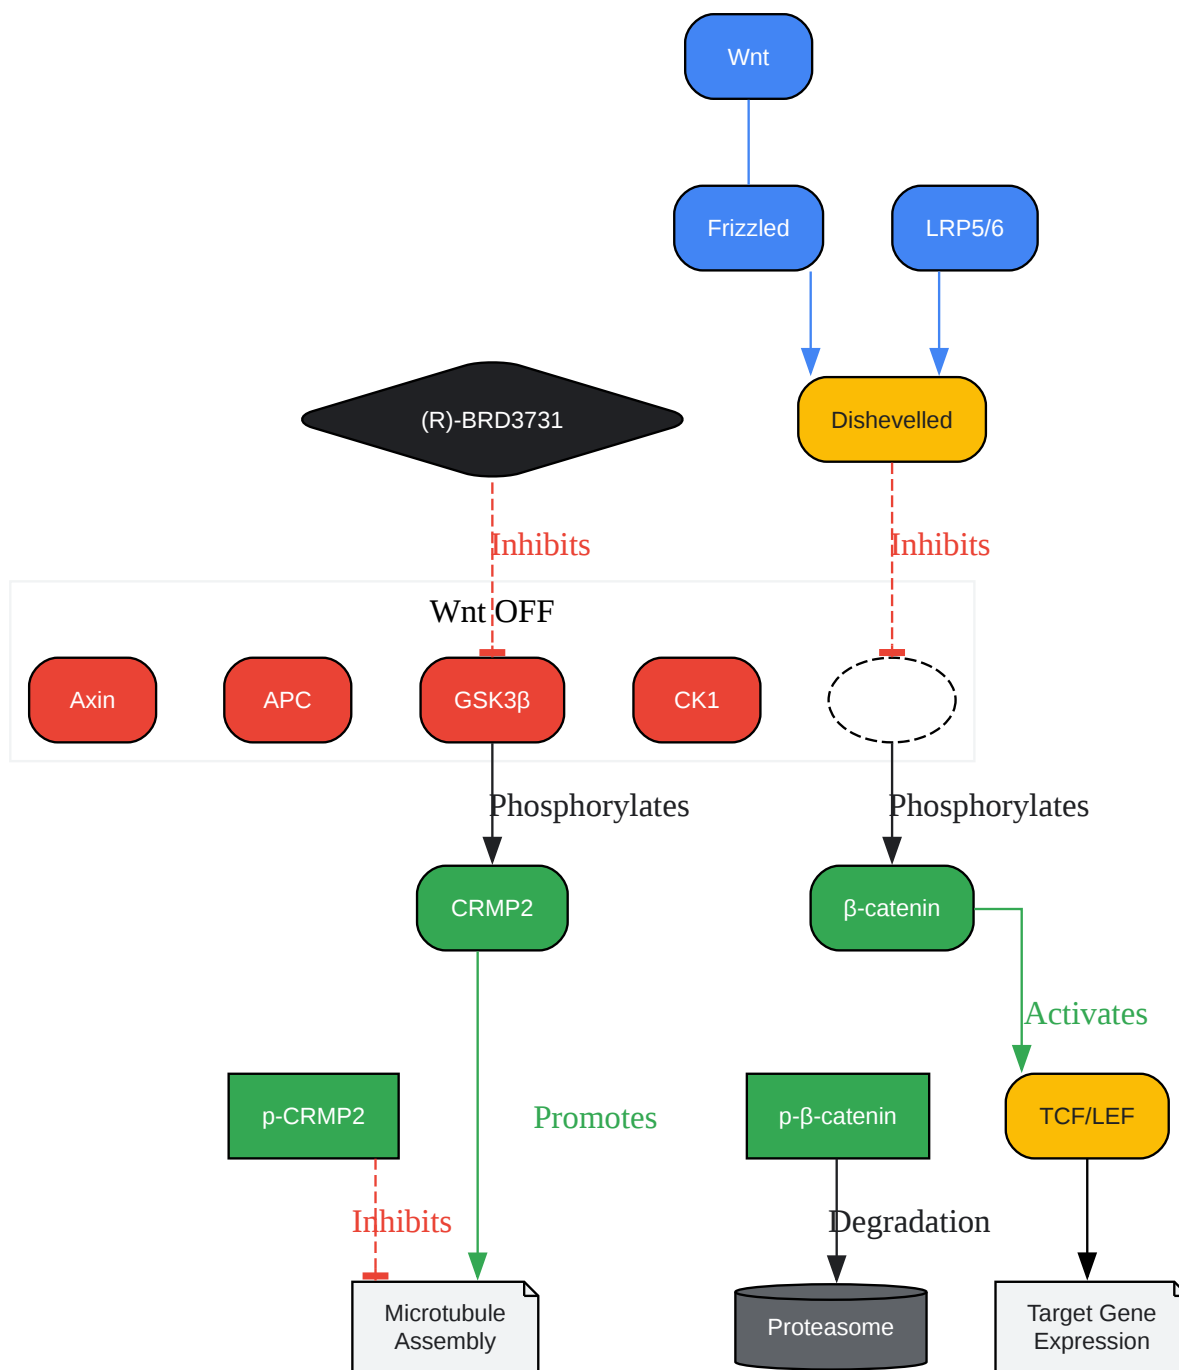 Wnt
Frizzled
LRP5/6
(R)-BRD3731
Dishevelled
Inhibits
Inhibits
Wnt OFF
Axin
APC
GSK3β
CK1
Phosphorylates
Phosphorylates
CRMP2
β-catenin
Activates
p-CRMP2
Promotes
p-β-catenin
TCF/LEF
Inhibits
Degradation
Microtubule
Assembly
Proteasome
Target Gene
Expression